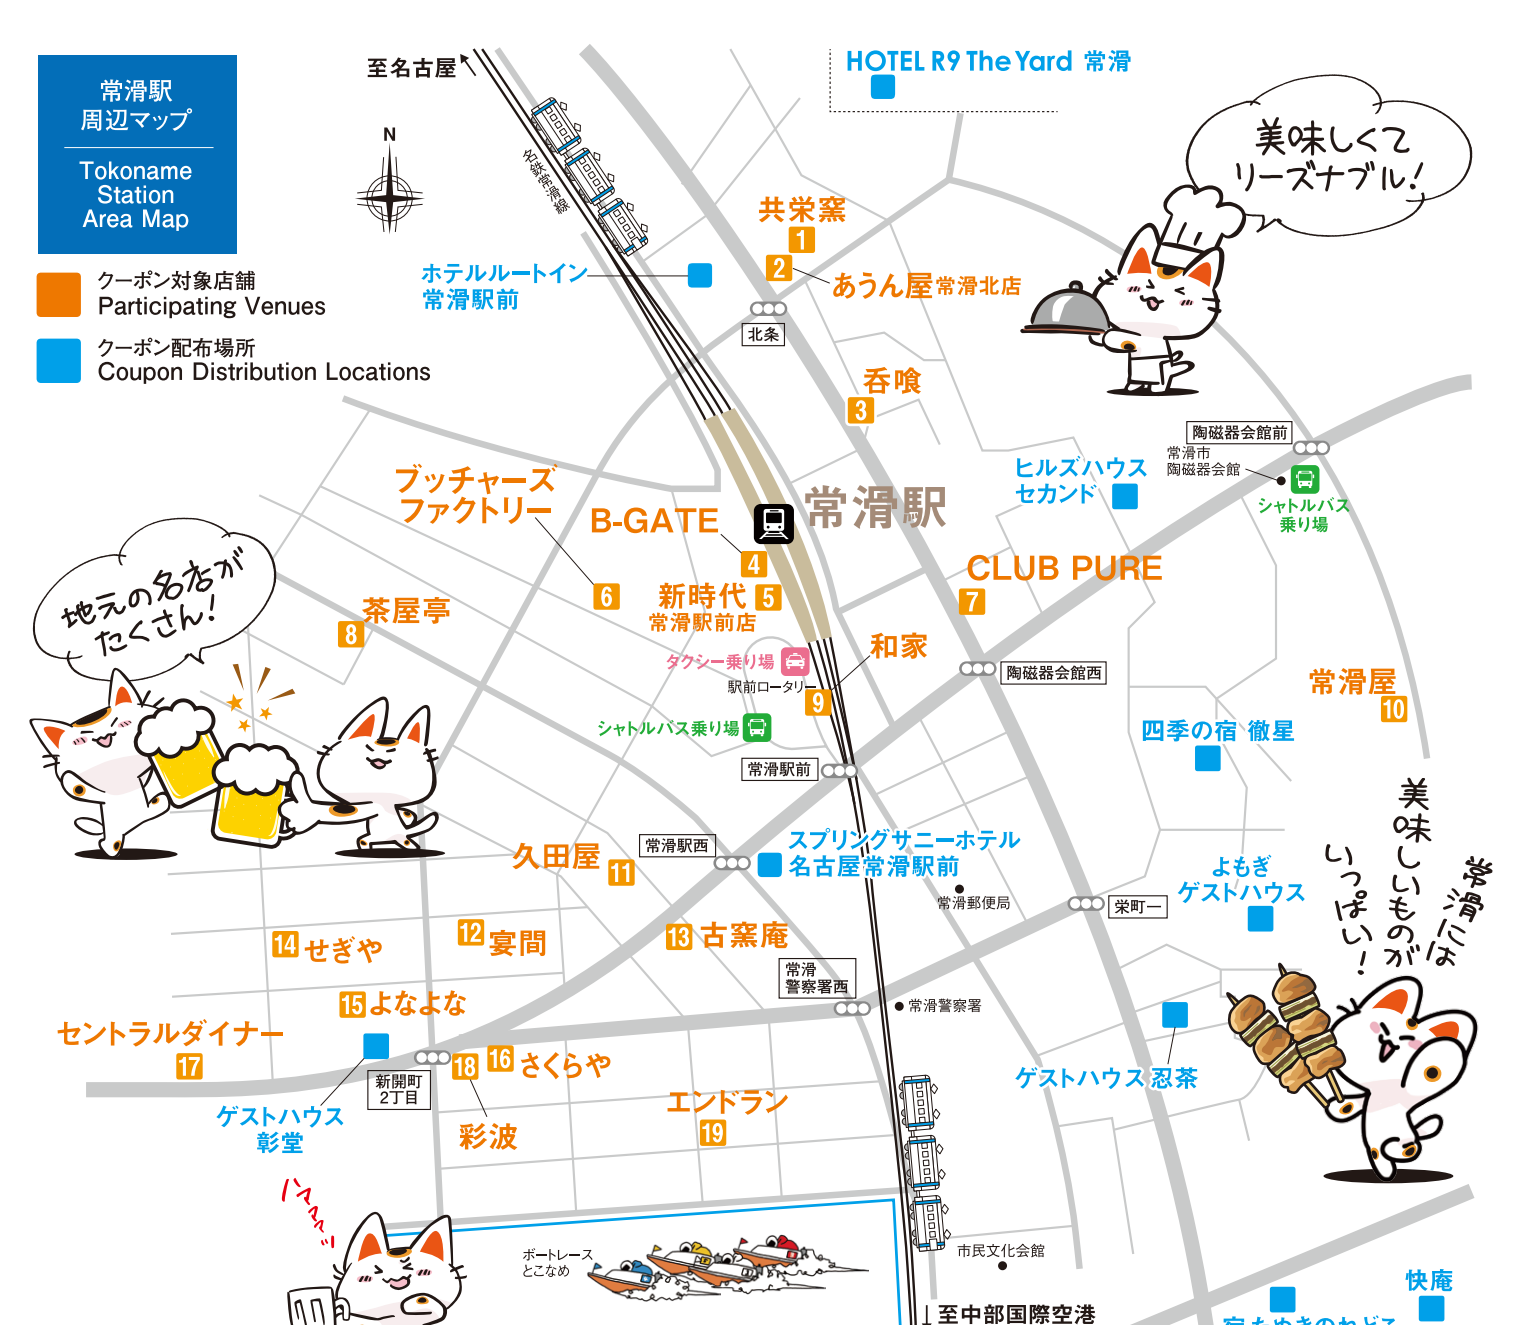 常滑駅
周辺マップ
Tokoname
Station
Area Map
クーポン対象店舗
Participating Venues
クーポン配布場所
Coupon Distribution Locations
至名古屋
N
名鉄常滑線
HOTEL R9 The Yard 常滑
美味しくて
リーズナブル!
共栄窯
1
2
あうん屋 常滑北店
ホテルルートイン
常滑駅前
北条
呑喰
3
陶磁器会館前
常滑市
陶磁器会館
シャトルバス
乗り場
ヒルズハウス
セカンド
ブッチャーズ
ファクトリー
B-GATE
常滑駅
4
CLUB PURE
7
6
新時代
5
常滑駅前店
地元の名店が
たくさん!
茶屋亭
8
和家
タクシー乗り場
駅前ロータリー
9
陶磁器会館西
常滑屋
10
シャトルバス乗り場
四季の宿 徹星
常滑駅前
常滑には
美味しいものが
いっぱい!
久田屋
11
常滑駅西
スプリングサニーホテル
名古屋常滑駅前
よもぎ
ゲストハウス
常滑郵便局
栄町一
14
せぎや
12
宴間
13
古窯庵
常滑
警察署西
常滑警察署
15
よなよな
セントラルダイナー
17
新開町
2丁目
18
16
さくらや
ゲストハウス
彰堂
彩波
エンドラン
19
ゲストハウス 忍茶
ハママママッ
ボートレース
とこなめ
市民文化会館
快庵
至中部国際空港